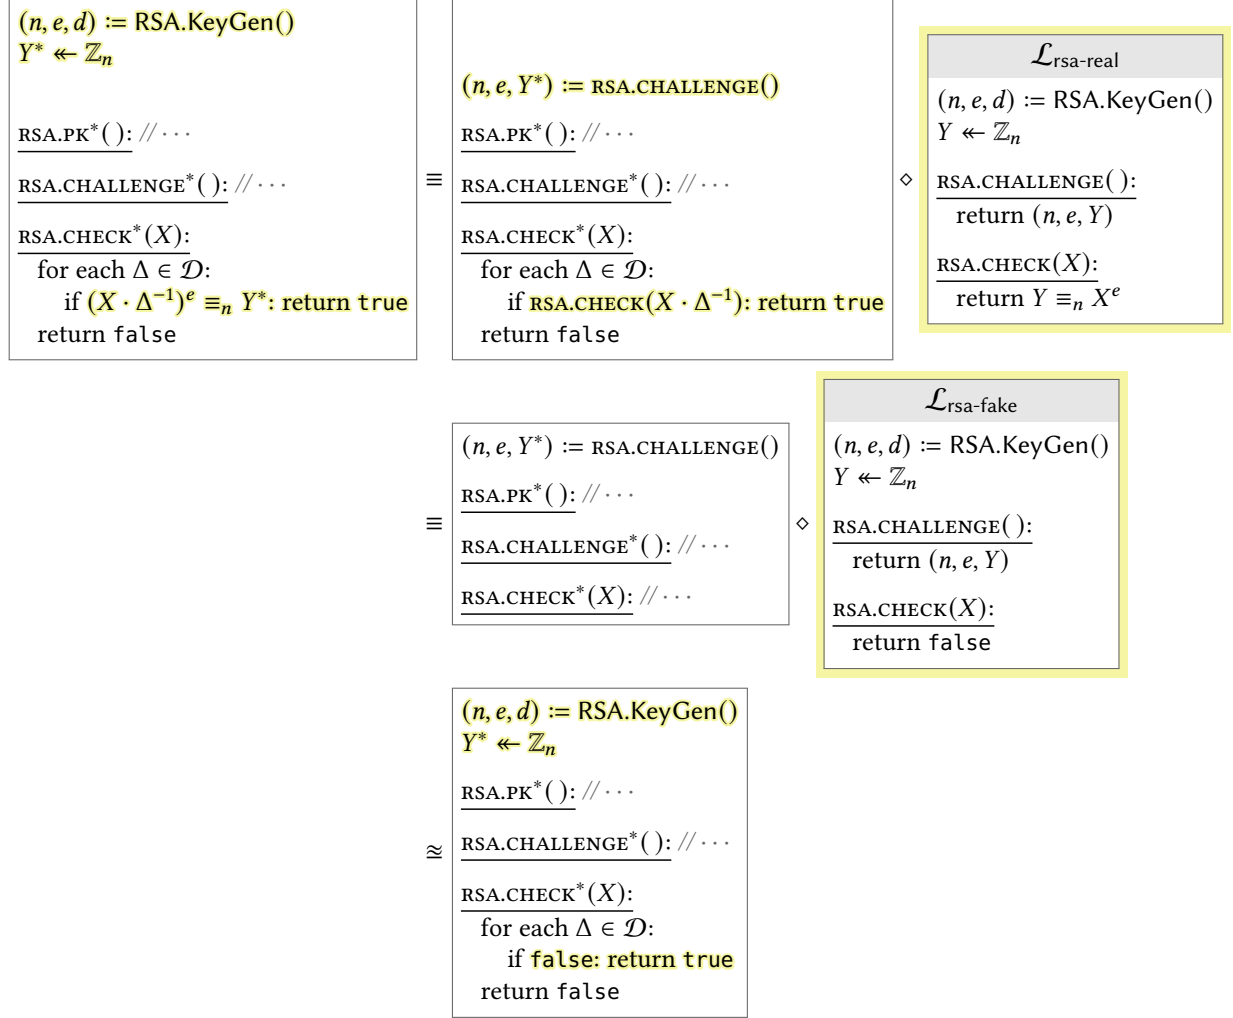 (n, e, d) ≔ RSA.KeyGen()
Y* ↞ ℤₙ
RSA.PK*( ): // ···
RSA.CHALLENGE*( ): // ···
RSA.CHECK*(X):
for each Δ ∈ 𝒟:
if (X · Δ⁻¹)ᵉ ≡ₙ Y*: return true
return false
≡
(n, e, Y*) ≔ RSA.CHALLENGE()
RSA.PK*( ): // ···
RSA.CHALLENGE*( ): // ···
RSA.CHECK*(X):
for each Δ ∈ 𝒟:
if RSA.CHECK(X · Δ⁻¹): return true
return false
⋄
ℒrsa-real
(n, e, d) ≔ RSA.KeyGen()
Y ↞ ℤₙ
RSA.CHALLENGE( ):
return (n, e, Y)
RSA.CHECK(X):
return Y ≡ₙ Xᵉ
≡
(n, e, Y*) ≔ RSA.CHALLENGE()
RSA.PK*( ): // ···
RSA.CHALLENGE*( ): // ···
RSA.CHECK*(X): // ···
⋄
ℒrsa-fake
(n, e, d) ≔ RSA.KeyGen()
Y ↞ ℤₙ
RSA.CHALLENGE( ):
return (n, e, Y)
RSA.CHECK(X):
return false
≋
(n, e, d) ≔ RSA.KeyGen()
Y* ↞ ℤₙ
RSA.PK*( ): // ···
RSA.CHALLENGE*( ): // ···
RSA.CHECK*(X):
for each Δ ∈ 𝒟:
if false: return true
return false